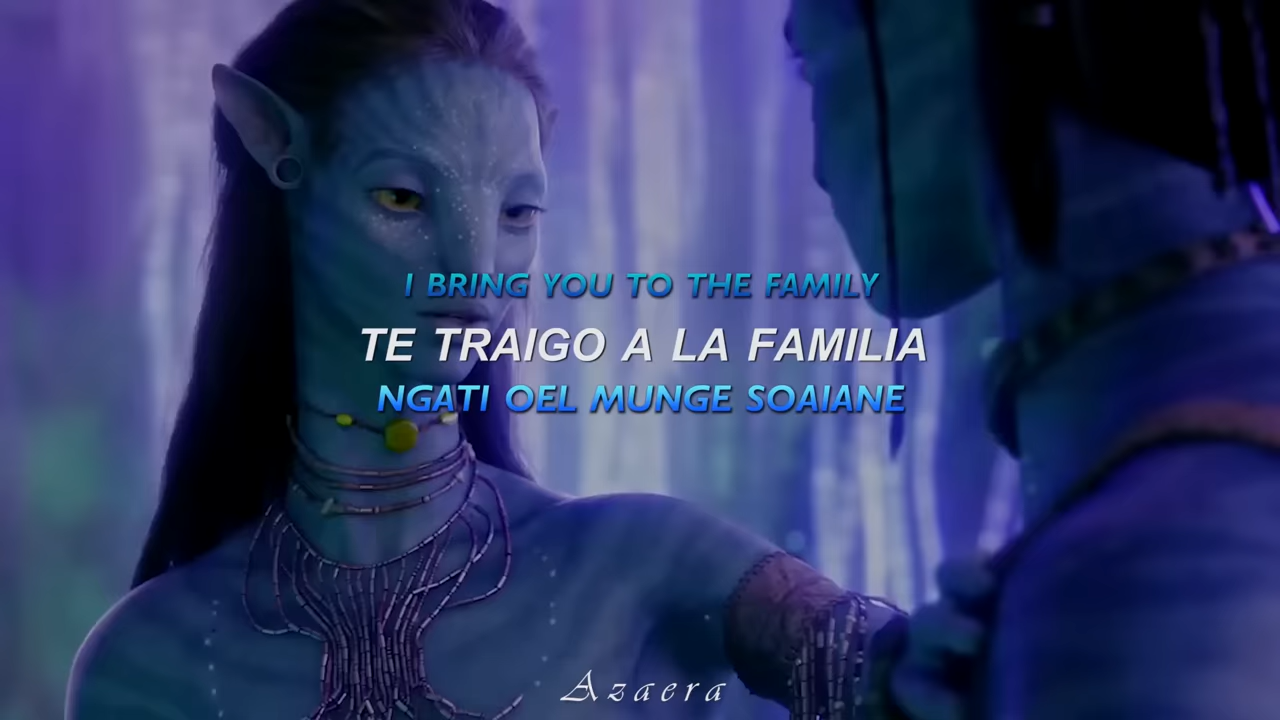 I BRING YOU TO THE FAMILY
TE TRAIGO A LA FAMILIA
NGATI OEL MUNGE SOAIANE
Azaera